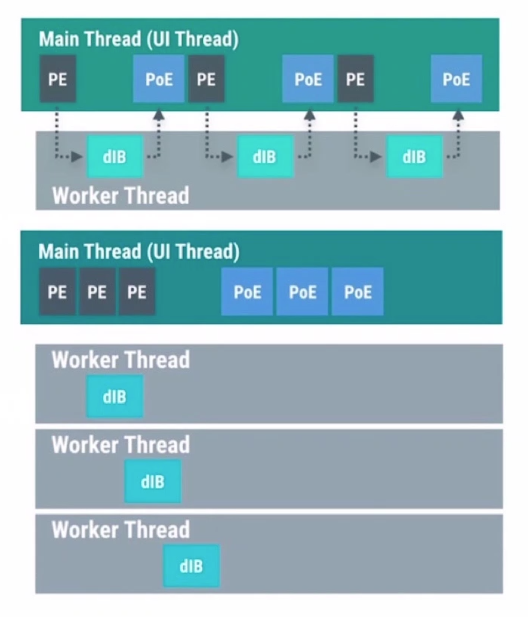 Main Thread (UI Thread)
PE PoE PE PoE PE PoE
dIB dIB dIB
Worker Thread
Main Thread (UI Thread)
PE PE PE PoE PoE PoE
Worker Thread
dIB
Worker Thread
dIB
Worker Thread
dIB